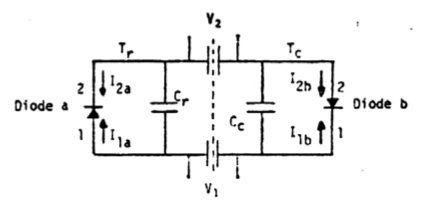 V2
Tr Tc
2 I2a Cr I2b 2
Diode a Cc Diode b
1 I1a I1b 1
V1